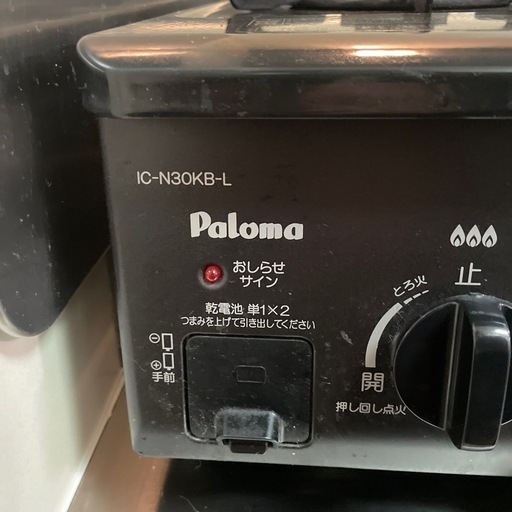 IC-N30KB-L
Paloma
おしらせ
サイン
乾電池 単1×2
つまみを上げて引き出してください
⊖
⊕
手前
とろ火
止
開
押し回し点火